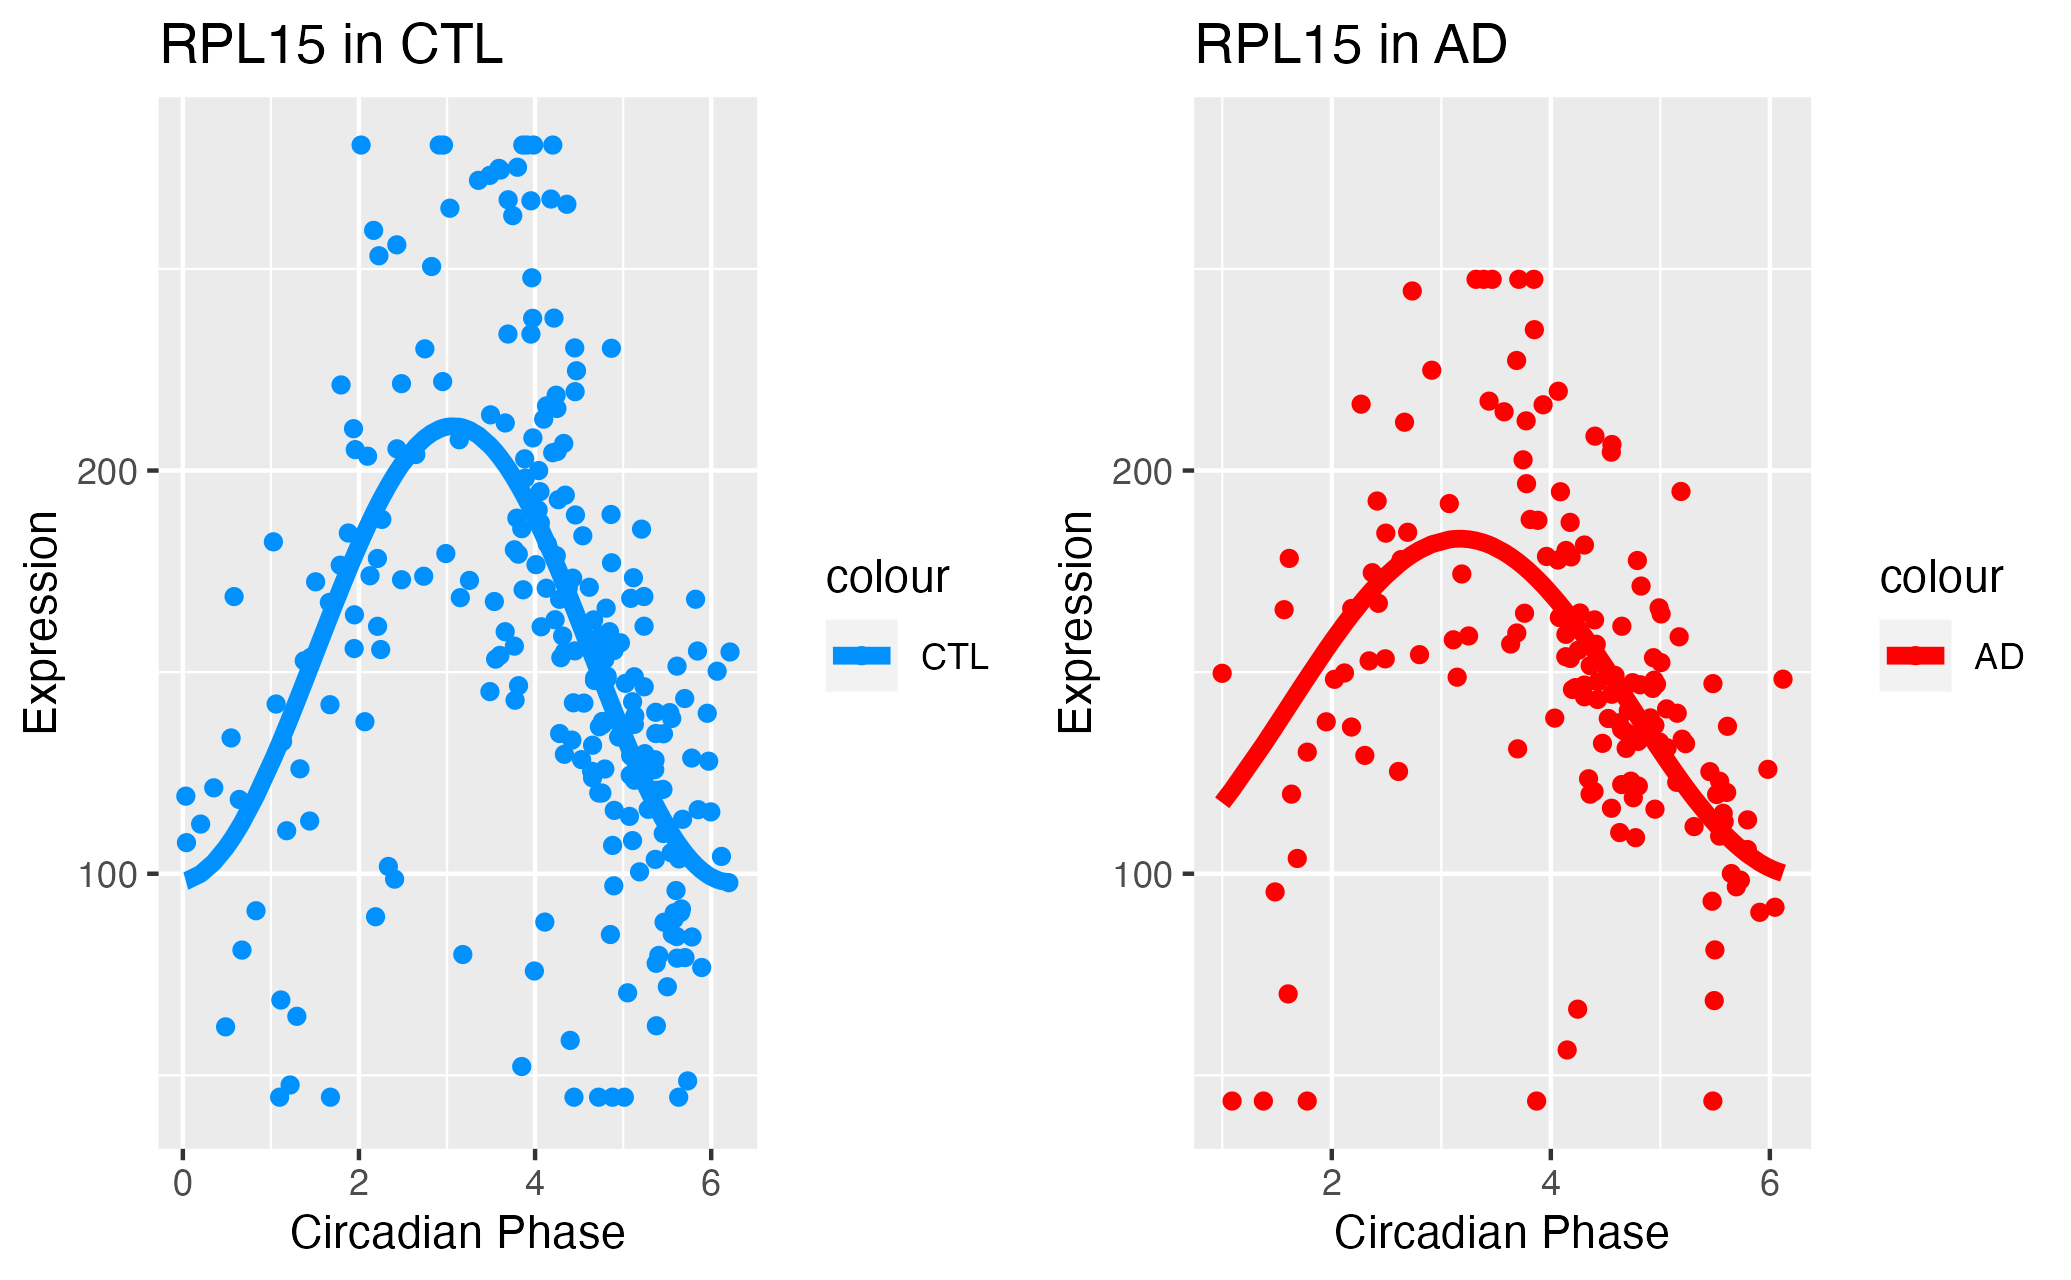 RPL15 in CTL
Expression
200
100
0 2 4 6
Circadian Phase
colour
CTL
RPL15 in AD
Expression
200
100
2 4 6
Circadian Phase
colour
AD